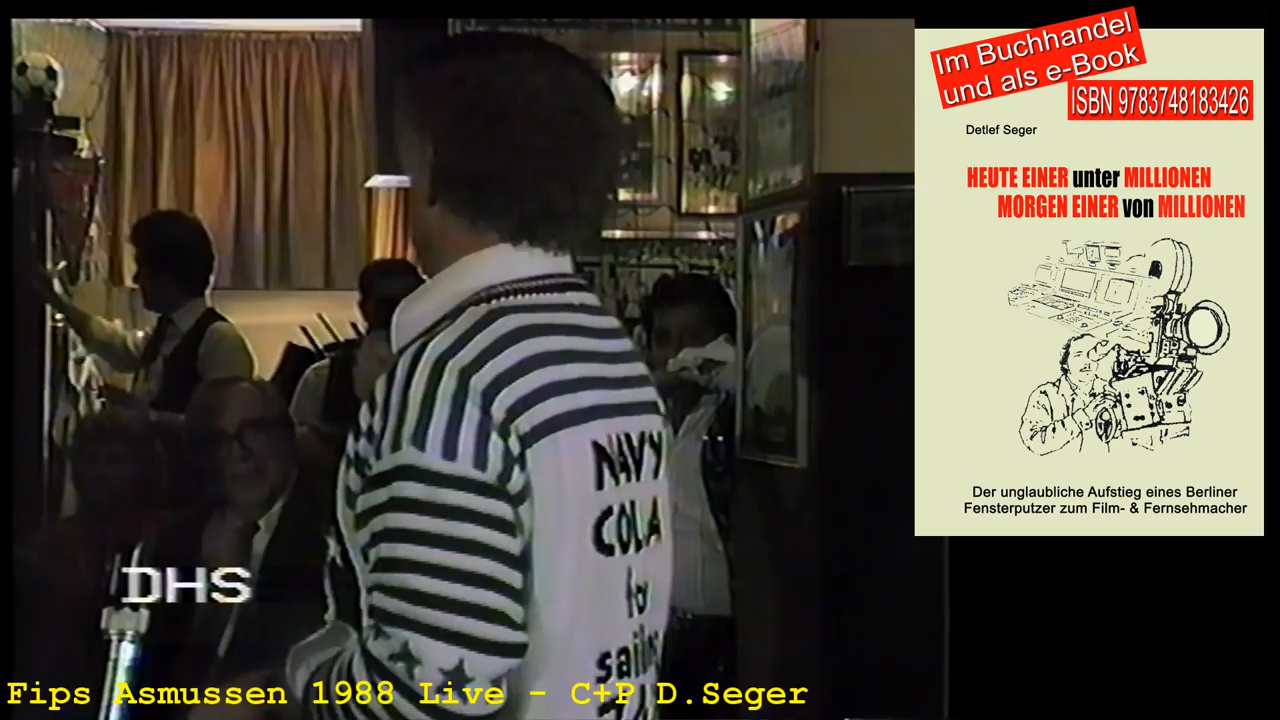 Im Buchhandel
und als e-Book
ISBN 9783748183426
Detlef Seger
HEUTE EINER unter MILLIONEN
MORGEN EINER von MILLIONEN
Der unglaubliche Aufstieg eines Berliner
Fensterputzer zum Film- & Fernsehmacher
NAVY
COLA
to
DHS
Fips Asmussen 1988 Live - C+P D.Seger